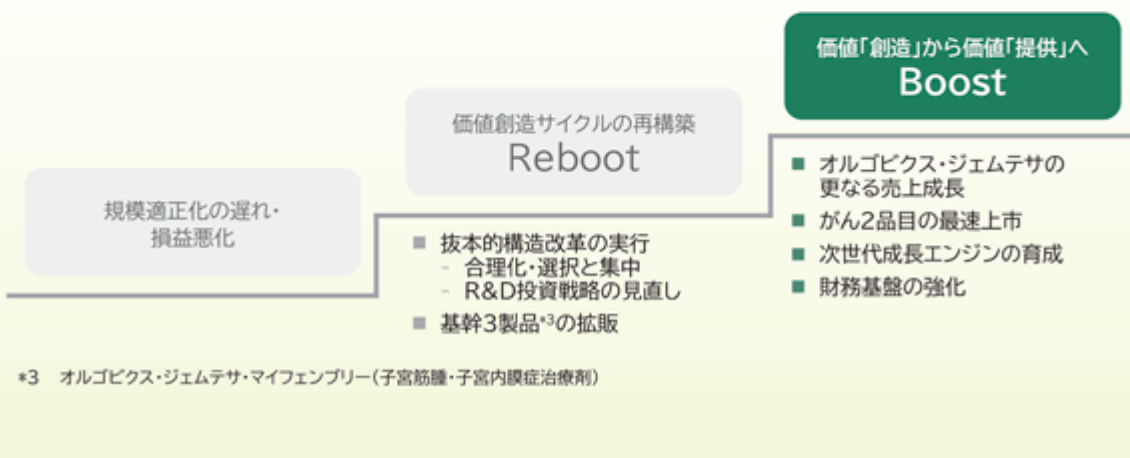 規模適正化の遅れ・
損益悪化
価値創造サイクルの再構築
Reboot
■ 抜本的構造改革の実行
- 合理化・選択と集中
- R&D投資戦略の見直し
■ 基幹3製品*3の拡販
価値「創造」から価値「提供」へ
Boost
■ オルゴビクス・ジェムテサの
更なる売上成長
■ がん2品目の最速上市
■ 次世代成長エンジンの育成
■ 財務基盤の強化
*3 オルゴビクス・ジェムテサ・マイフェンブリー(子宮筋腫・子宮内膜症治療剤)